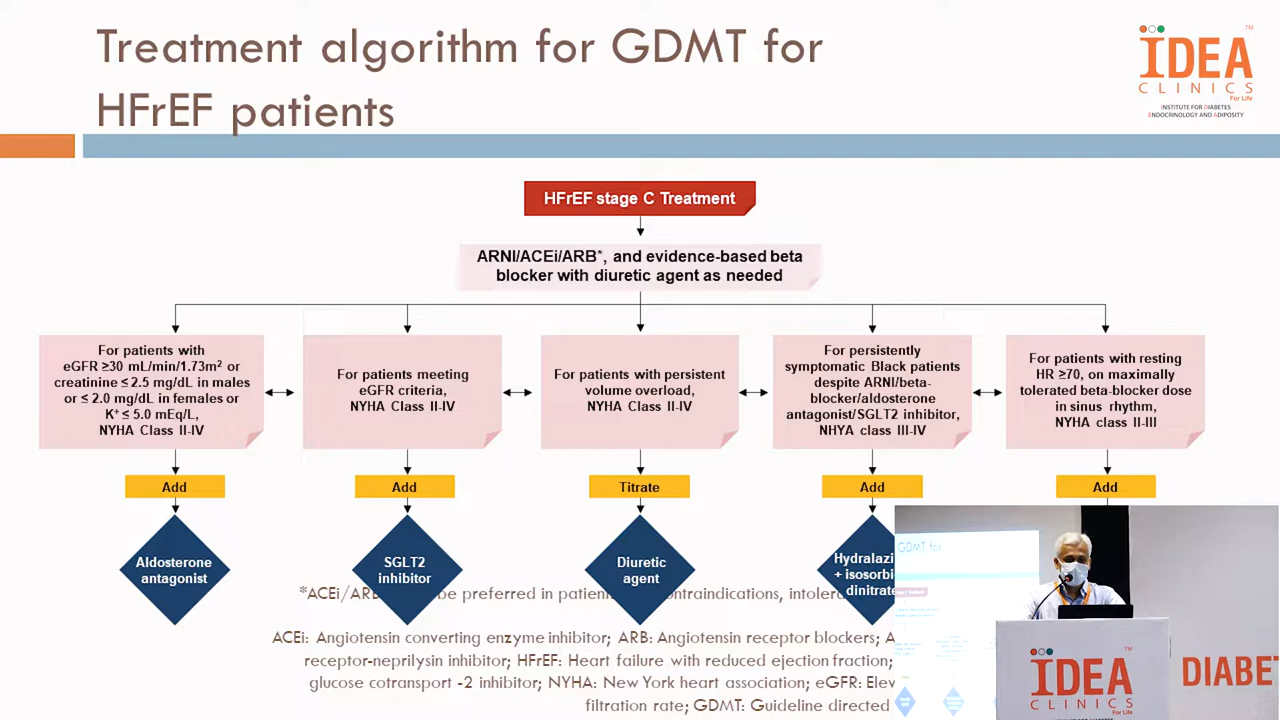 Treatment algorithm for GDMT for
HFrEF patients
IDEA
CLINICS
For Life
INSTITUTE FOR DIABETES
ENDOCRINOLOGY AND ADIPOSITY
HFrEF stage C Treatment
ARNI/ACEi/ARB*, and evidence-based beta
blocker with diuretic agent as needed
For patients with
eGFR ≥30 mL/min/1.73m² or
creatinine ≤ 2.5 mg/dL in males
or ≤ 2.0 mg/dL in females or
K⁺ ≤ 5.0 mEq/L,
NYHA Class II-IV
Add
Aldosterone
antagonist
For patients meeting
eGFR criteria,
NYHA Class II-IV
Add
SGLT2
inhibitor
For patients with persistent
volume overload,
NYHA Class II-IV
Titrate
Diuretic
agent
For persistently
symptomatic Black patients
despite ARNI/beta-
blocker/aldosterone
antagonist/SGLT2 inhibitor,
NHYA class III-IV
Add
Hydralazi
+ isosorbi
dinitrate
For patients with resting
HR ≥70, on maximally
tolerated beta-blocker dose
in sinus rhythm,
NYHA class II-III
Add
*ACEi/AR be preferred in patien ontraindications, intole
ACEi: Angiotensin converting enzyme inhibitor; ARB: Angiotensin receptor blockers; A
receptor-neprilysin inhibitor; HFrEF: Heart failure with reduced ejection fraction;
glucose cotransport -2 inhibitor; NYHA: New York heart association; eGFR: Elev
filtration rate; GDMT: Guideline directed
GDMT for
IDEA
CLINICS
For Life
DIABE